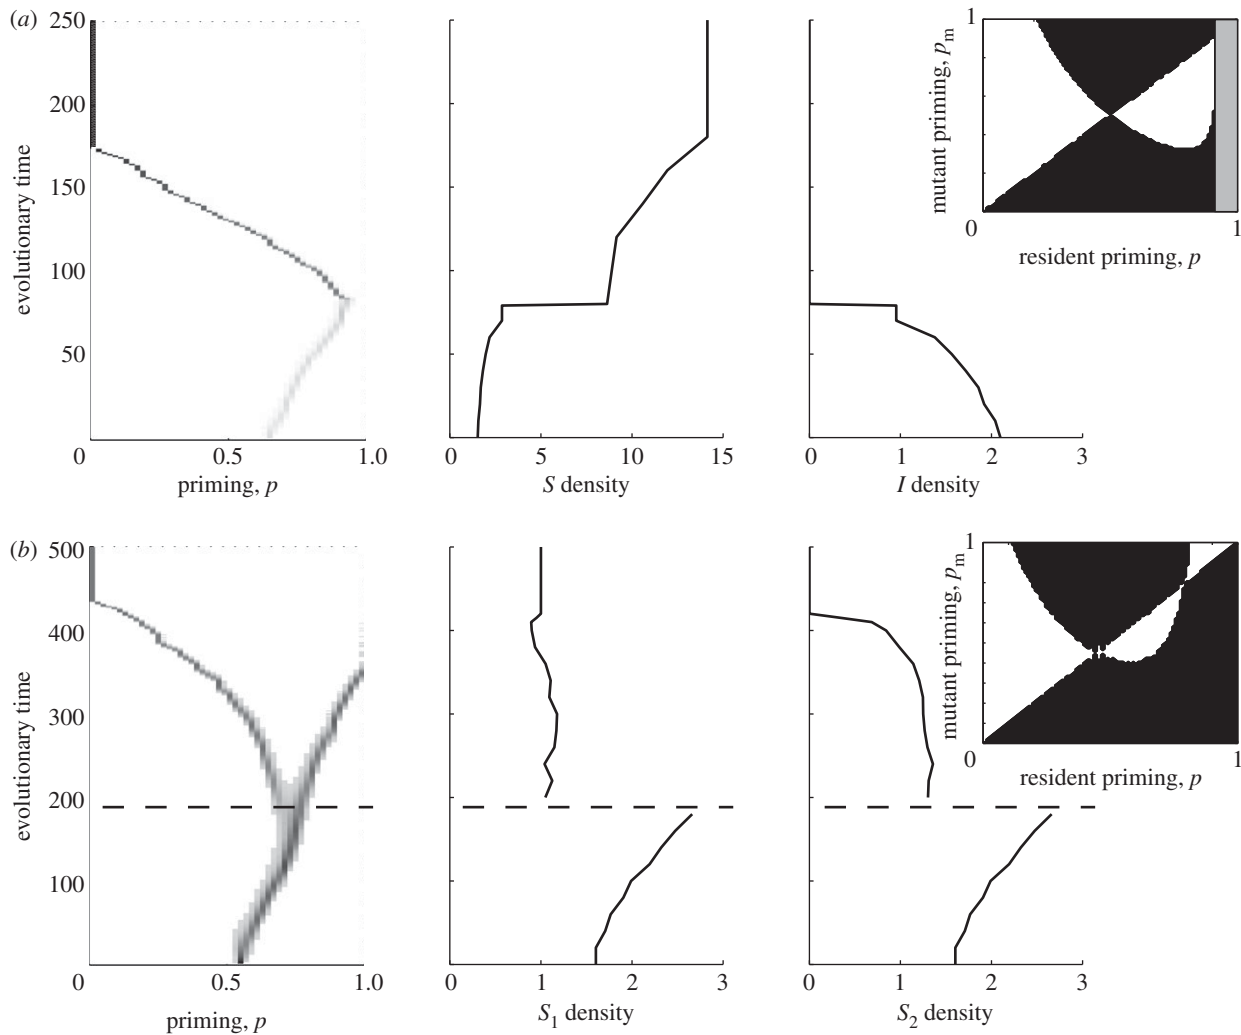 (a)
250
200
150
100
50
evolutionary time
0 0.5 1.0
priming, p
0 5 10 15
S density
0 1 2 3
I density
1
mutant priming, pm
0
1
resident priming, p
(b)
500
400
300
200
100
evolutionary time
0 0.5 1.0
priming, p
0 1 2 3
S1 density
0 1 2 3
S2 density
1
mutant priming, pm
0
1
resident priming, p